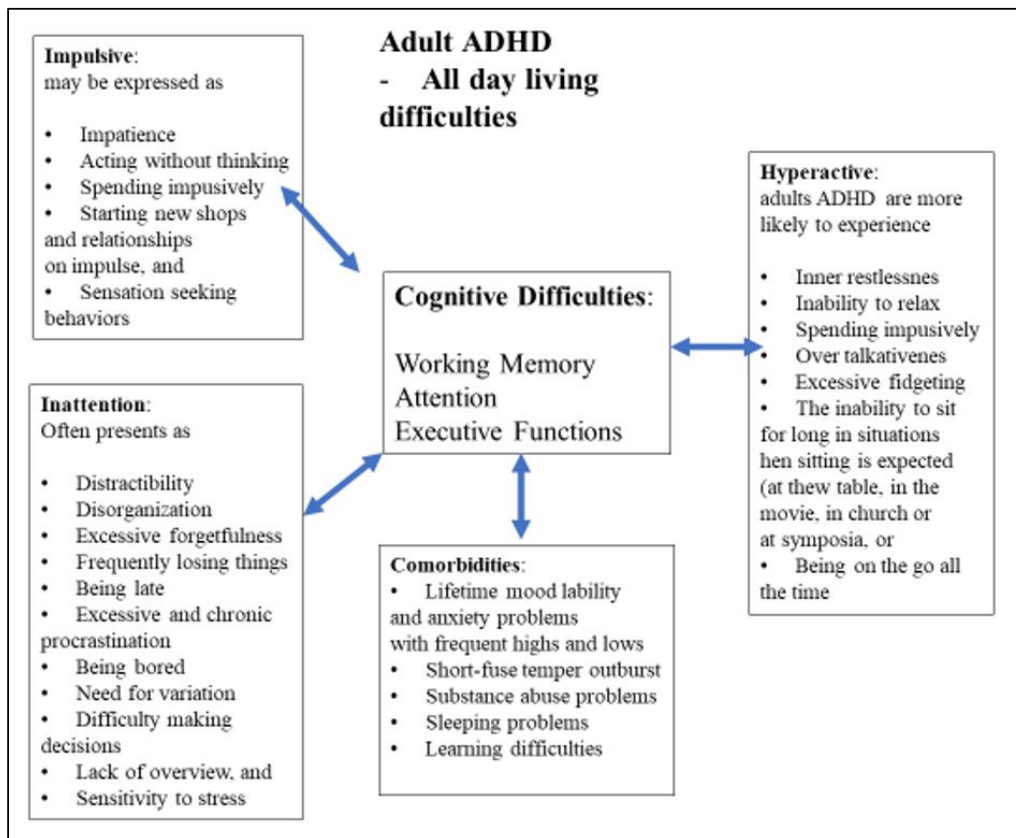 Adult ADHD
- All day living
difficulties
Impulsive:
may be expressed as
• Impatience
• Acting without thinking
• Spending impusively
• Starting new shops
and relationships
on impulse, and
• Sensation seeking
behaviors
Hyperactive:
adults ADHD are more
likely to experience
• Inner restlessnes
• Inability to relax
• Spending impusively
• Over talkativenes
• Excessive fidgeting
• The inability to sit
for long in situations
hen sitting is expected
(at thew table, in the
movie, in church or
at symposia, or
• Being on the go all
the time
Cognitive Difficulties:
Working Memory
Attention
Executive Functions
Inattention:
Often presents as
• Distractibility
• Disorganization
• Excessive forgetfulness
• Frequently losing things
• Being late
• Excessive and chronic
procrastination
• Being bored
• Need for variation
• Difficulty making
decisions
• Lack of overview, and
• Sensitivity to stress
Comorbidities:
• Lifetime mood lability
and anxiety problems
with frequent highs and lows
• Short-fuse temper outburst
• Substance abuse problems
• Sleeping problems
• Learning difficulties